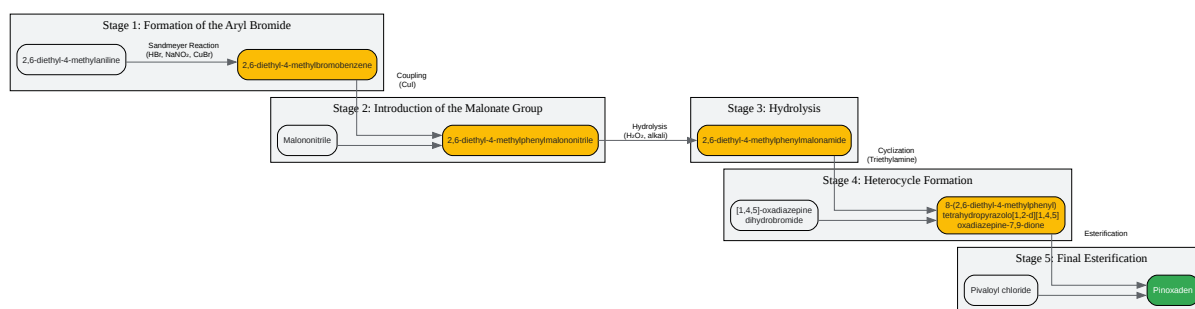 Stage 1: Formation of the Aryl Bromide
2,6-diethyl-4-methylaniline
Sandmeyer Reaction
(HBr, NaNO₂, CuBr)
2,6-diethyl-4-methylbromobenzene
Coupling
(CuI)
Stage 2: Introduction of the Malonate Group
Malononitrile
2,6-diethyl-4-methylphenylmalononitrile
Hydrolysis
(H₂O₂, alkali)
Stage 3: Hydrolysis
2,6-diethyl-4-methylphenylmalonamide
Cyclization
(Triethylamine)
Stage 4: Heterocycle Formation
[1,4,5]-oxadiazepine
dihydrobromide
8-(2,6-diethyl-4-methylphenyl)
tetrahydropyrazolo[1,2-d][1,4,5]
oxadiazepine-7,9-dione
Esterification
Stage 5: Final Esterification
Pivaloyl chloride
Pinoxaden